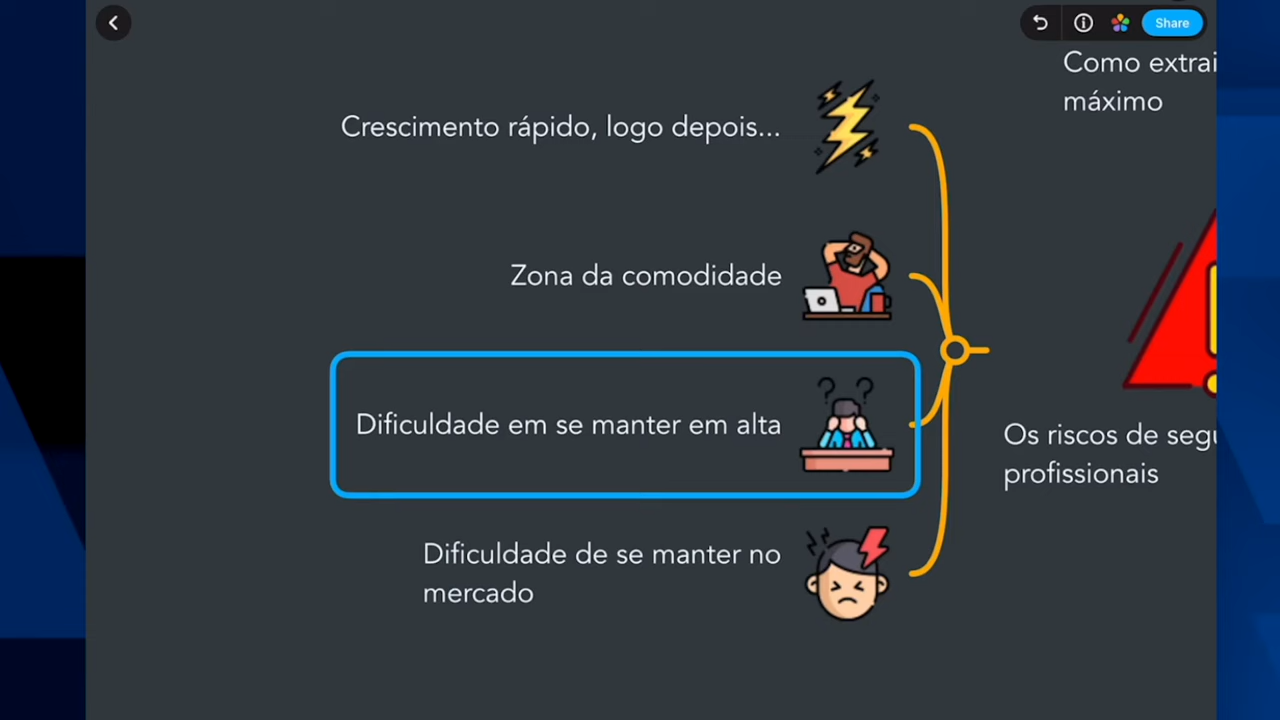 Share
Como extrai
máximo
Crescimento rápido, logo depois...
Zona da comodidade
Dificuldade em se manter em alta
Os riscos de segu
profissionais
Dificuldade de se manter no
mercado